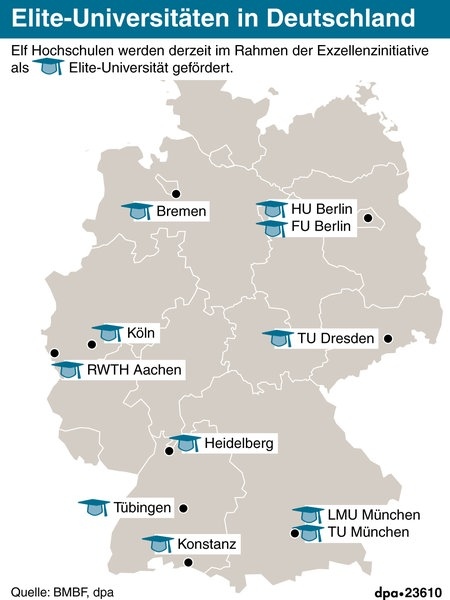 Elite-Universitäten in Deutschland
Elf Hochschulen werden derzeit im Rahmen der Exzellenzinitiative
als Elite-Universität gefördert.
Bremen
HU Berlin
FU Berlin
Köln
TU Dresden
RWTH Aachen
Heidelberg
Tübingen
LMU München
TU München
Konstanz
Quelle: BMBF, dpa
dpa•23610